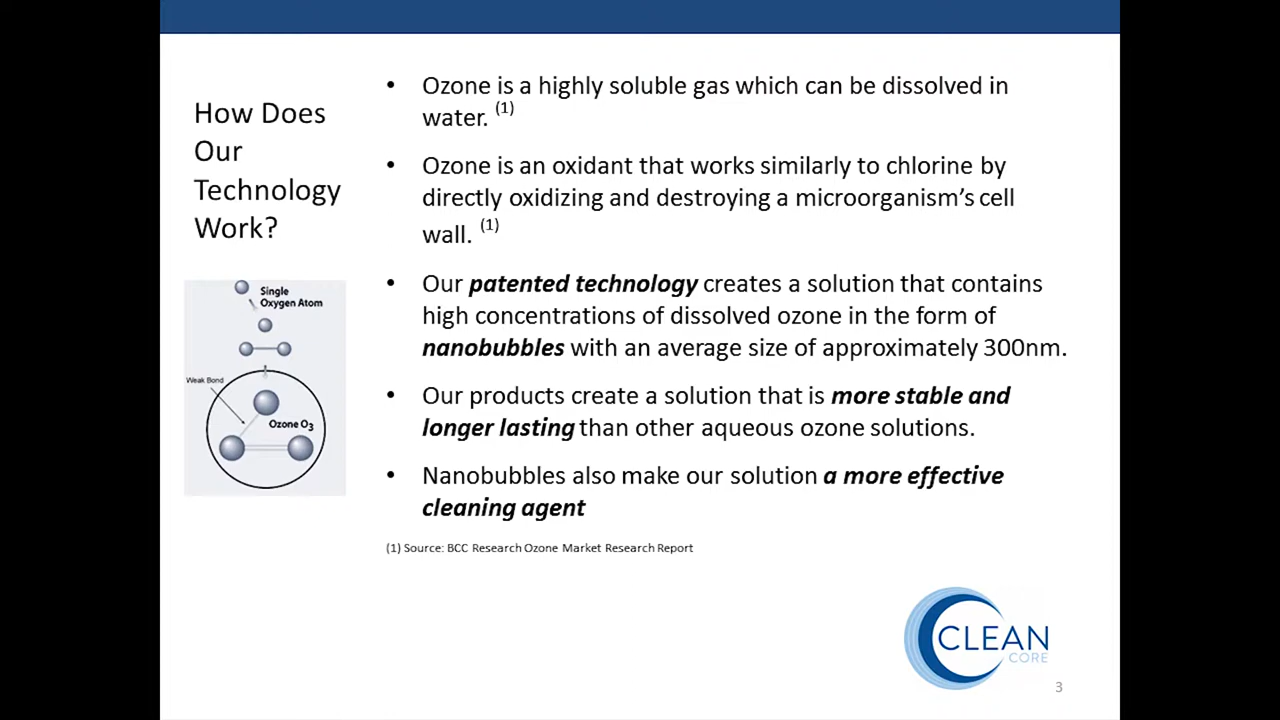 How Does
Our
Technology
Work?
Single
Oxygen Atom
Weak Bond
Ozone O3
• Ozone is a highly soluble gas which can be dissolved in
water. (1)
• Ozone is an oxidant that works similarly to chlorine by
directly oxidizing and destroying a microorganism’s cell
wall. (1)
• Our patented technology creates a solution that contains
high concentrations of dissolved ozone in the form of
nanobubbles with an average size of approximately 300nm.
• Our products create a solution that is more stable and
longer lasting than other aqueous ozone solutions.
• Nanobubbles also make our solution a more effective
cleaning agent
(1) Source: BCC Research Ozone Market Research Report
CLEAN
CORE
3